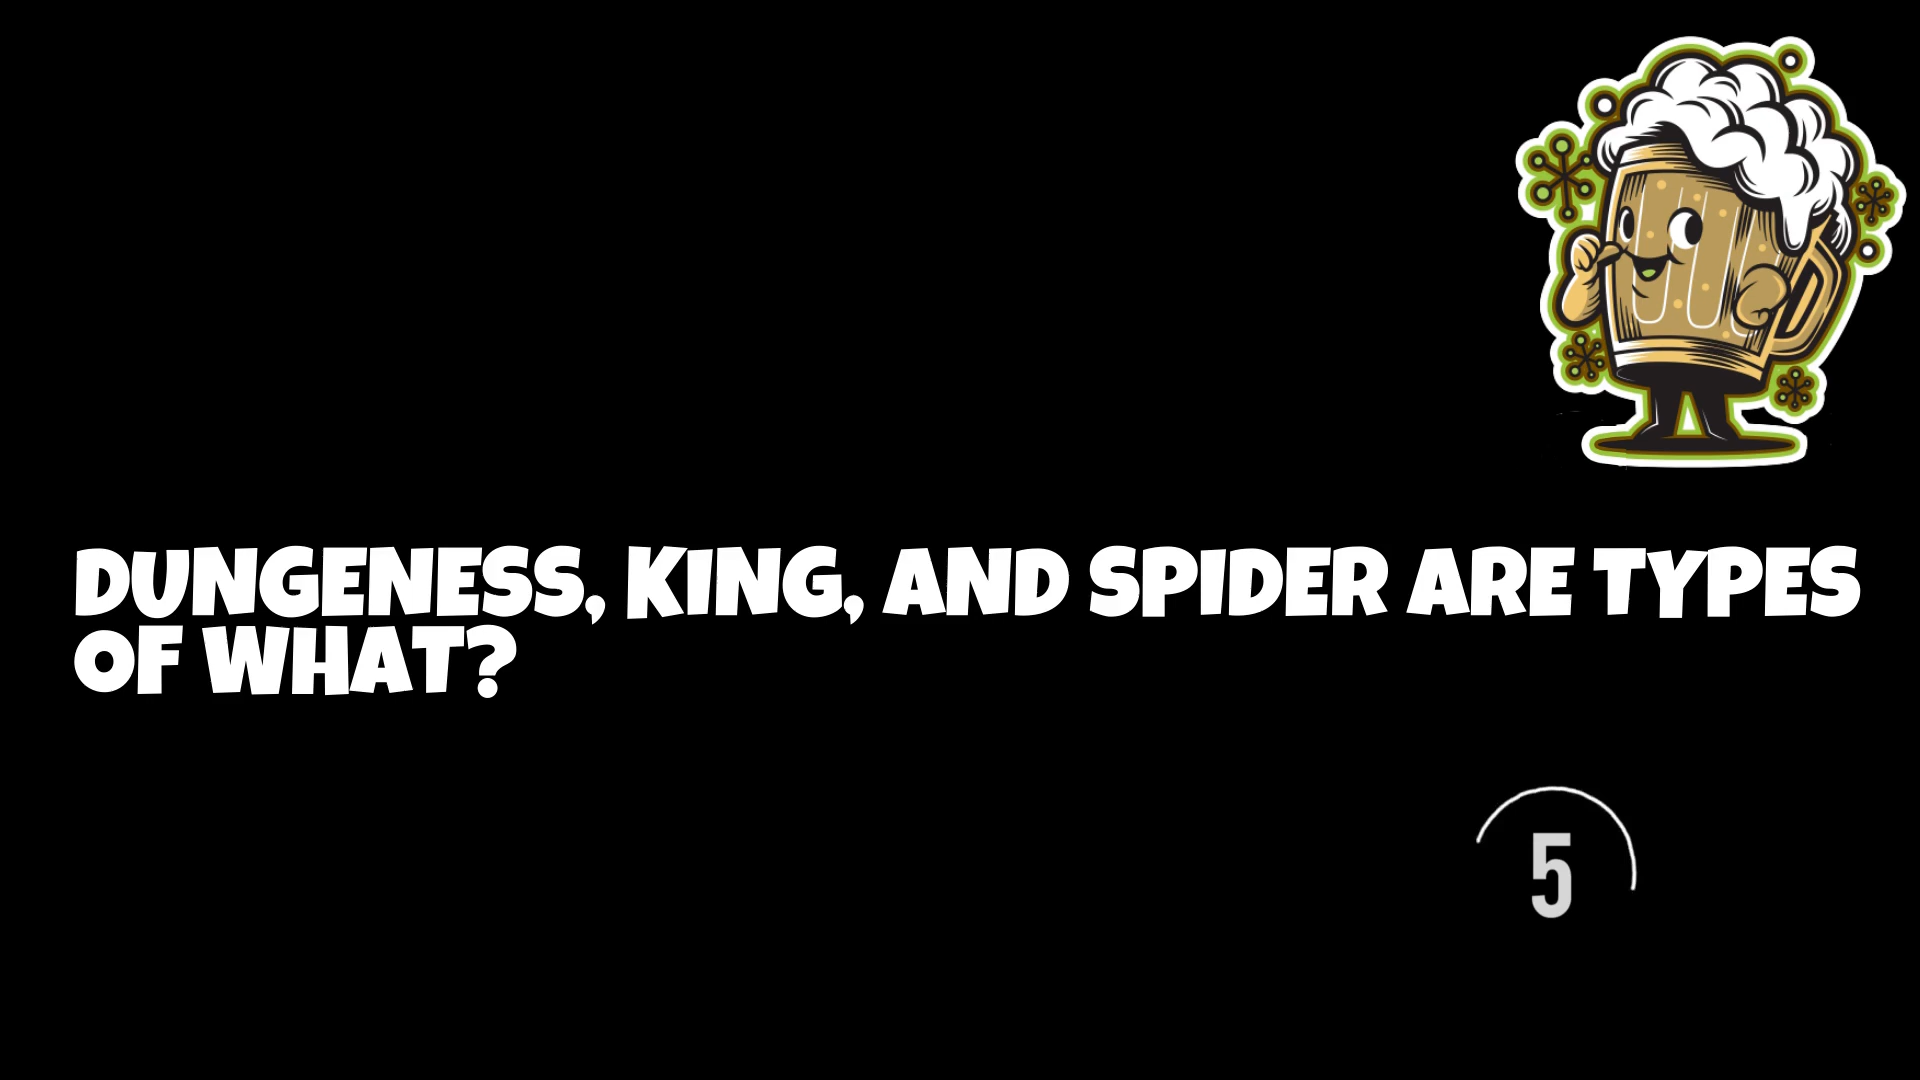 DUNGENESS, KING, AND SPIDER ARE TYPES
OF WHAT?
5